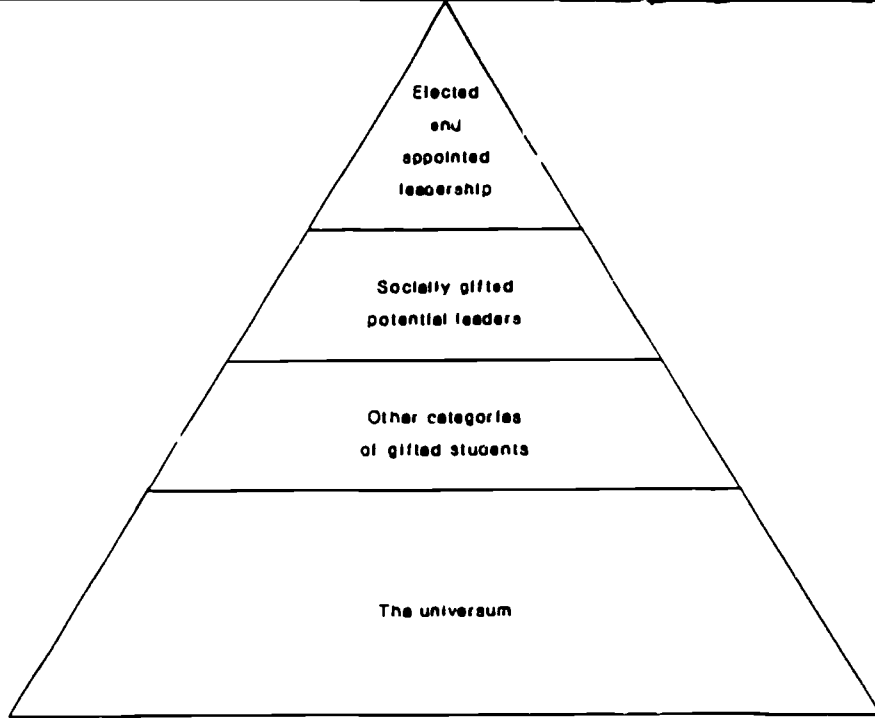 Elected
and
appointed
leadership
Socially gifted
potential leaders
Other categories
of gifted students
The universum